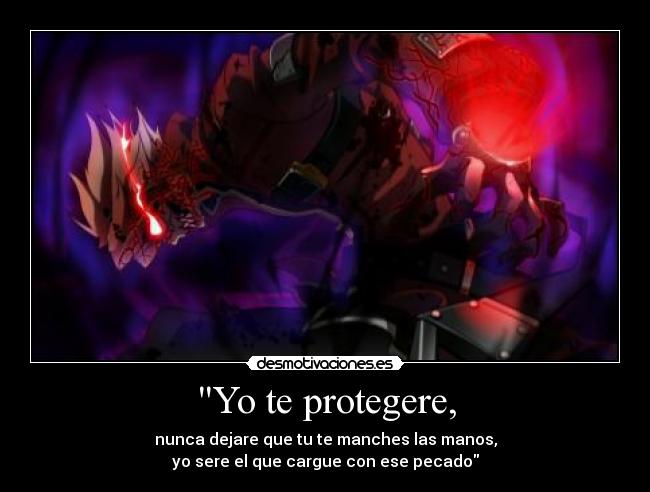 desmotivaciones.es
"Yo te protegere,
nunca dejare que tu te manches las manos,
yo sere el que cargue con ese pecado"